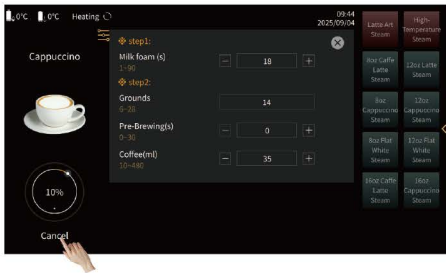 0°C 0°C Heating
09:44
2025/09/04
Cappuccino
10%
Cancel
step1:
Milk foam (s)
1~90
− 18 +
step2:
Grounds
6~20
14
Pre-Brewing(s)
0~30
− 0 +
Coffee(ml)
10~480
− 35 +
Latte Art
Steam
High-
Temperature
Steam
8oz Caffe
Latte
Steam
12oz Latte
Steam
8oz
Cappuccino
Steam
12oz
Cappuccino
Steam
8oz Flat
White
Steam
12oz Flat
White
Steam
16oz Caffe
Latte
Steam
16oz
Cappuccino
Steam